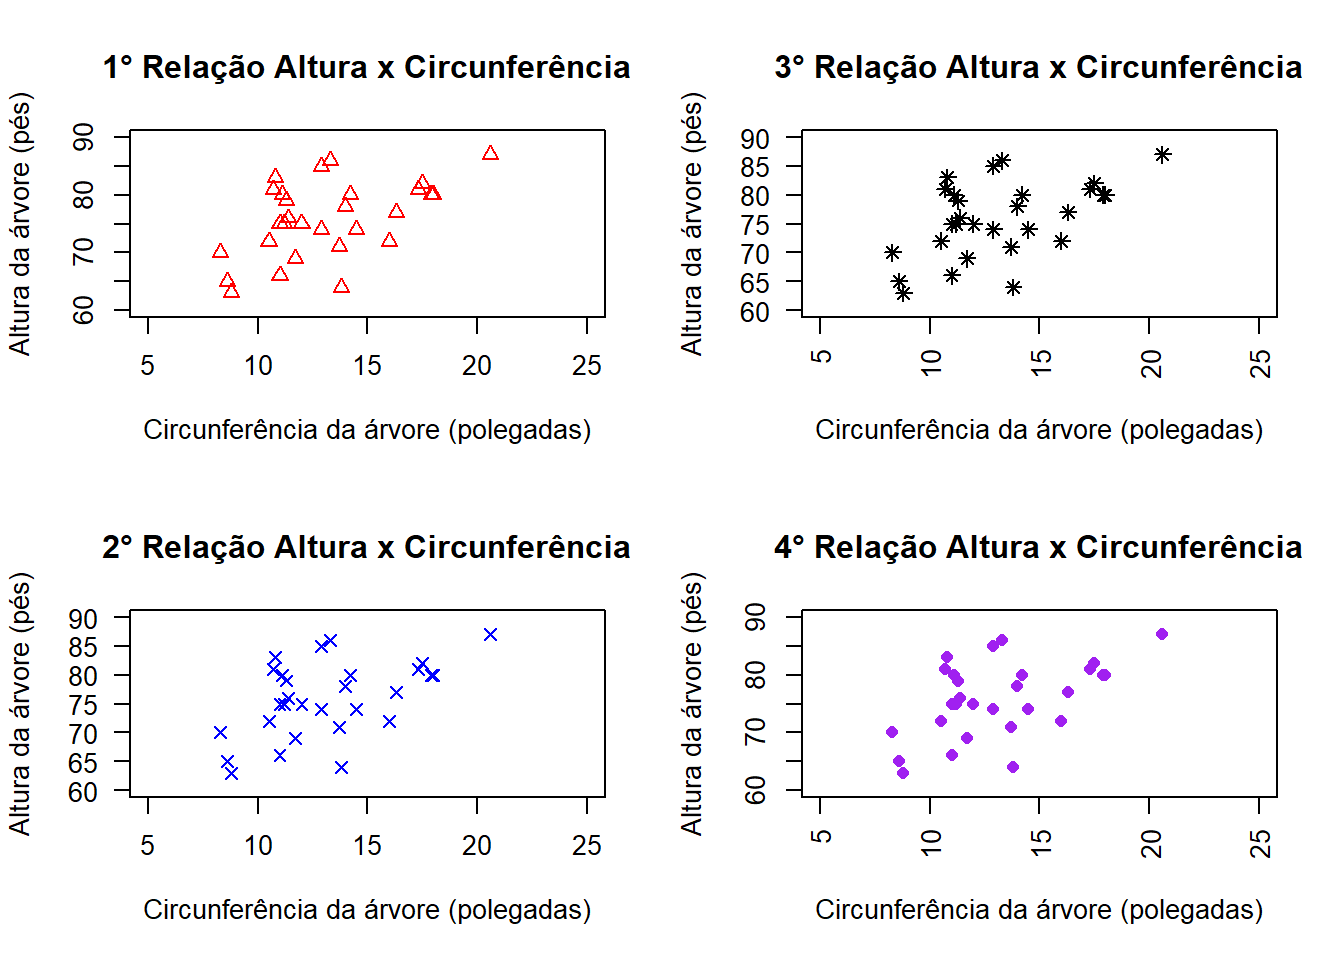 1° Relação Altura x Circunferência
Altura da árvore (pés)
60 70 80 90
5 10 15 20 25
Circunferência da árvore (polegadas)
3° Relação Altura x Circunferência
Altura da árvore (pés)
90
85
80
75
70
65
60
5 10 15 20 25
Circunferência da árvore (polegadas)
2° Relação Altura x Circunferência
Altura da árvore (pés)
90
85
80
75
70
65
60
5 10 15 20 25
Circunferência da árvore (polegadas)
4° Relação Altura x Circunferência
Altura da árvore (pés)
60 70 80 90
5 10 15 20 25
Circunferência da árvore (polegadas)